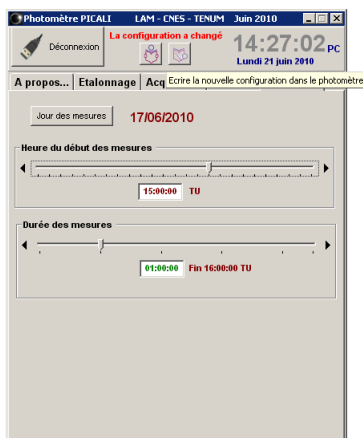 Photomètre PICALI LAM - CNES - TENUM Juin 2010
Déconnexion
La configuration a changé
14:27:02 PC
Lundi 21 juin 2010
A propos... Etalonnage Acq
Ecrire la nouvelle configuration dans le photomètre
Jour des mesures 17/06/2010
Heure du début des mesures
15:00:00 TU
Durée des mesures
01:00:00 Fin 16:00:00 TU